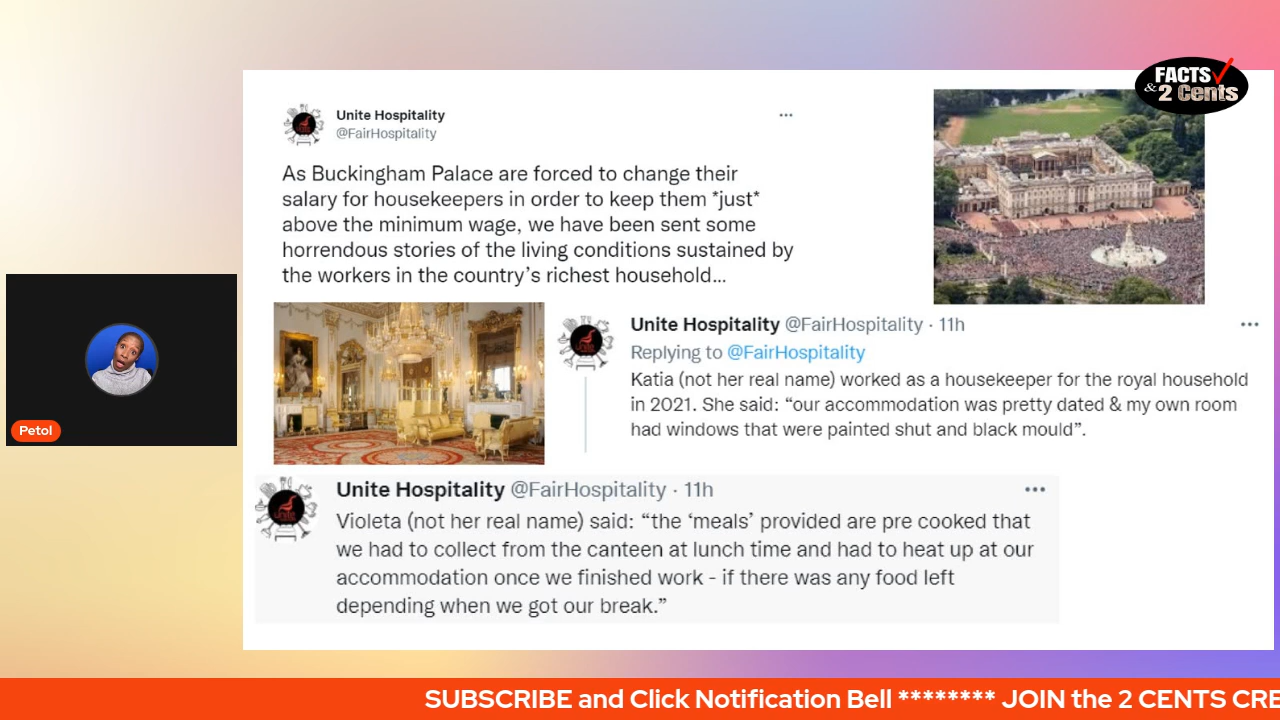 FACTS
& 2 Cents
Unite Hospitality
@FairHospitality
As Buckingham Palace are forced to change their
salary for housekeepers in order to keep them *just*
above the minimum wage, we have been sent some
horrendous stories of the living conditions sustained by
the workers in the country’s richest household...
Unite Hospitality @FairHospitality · 11h
Replying to @FairHospitality
Katia (not her real name) worked as a housekeeper for the royal household
in 2021. She said: “our accommodation was pretty dated & my own room
had windows that were painted shut and black mould”.
Petol
Unite Hospitality @FairHospitality · 11h
Violeta (not her real name) said: “the ‘meals’ provided are pre cooked that
we had to collect from the canteen at lunch time and had to heat up at our
accommodation once we finished work - if there was any food left
depending when we got our break.”
SUBSCRIBE and Click Notification Bell ******** JOIN the 2 CENTS CRE